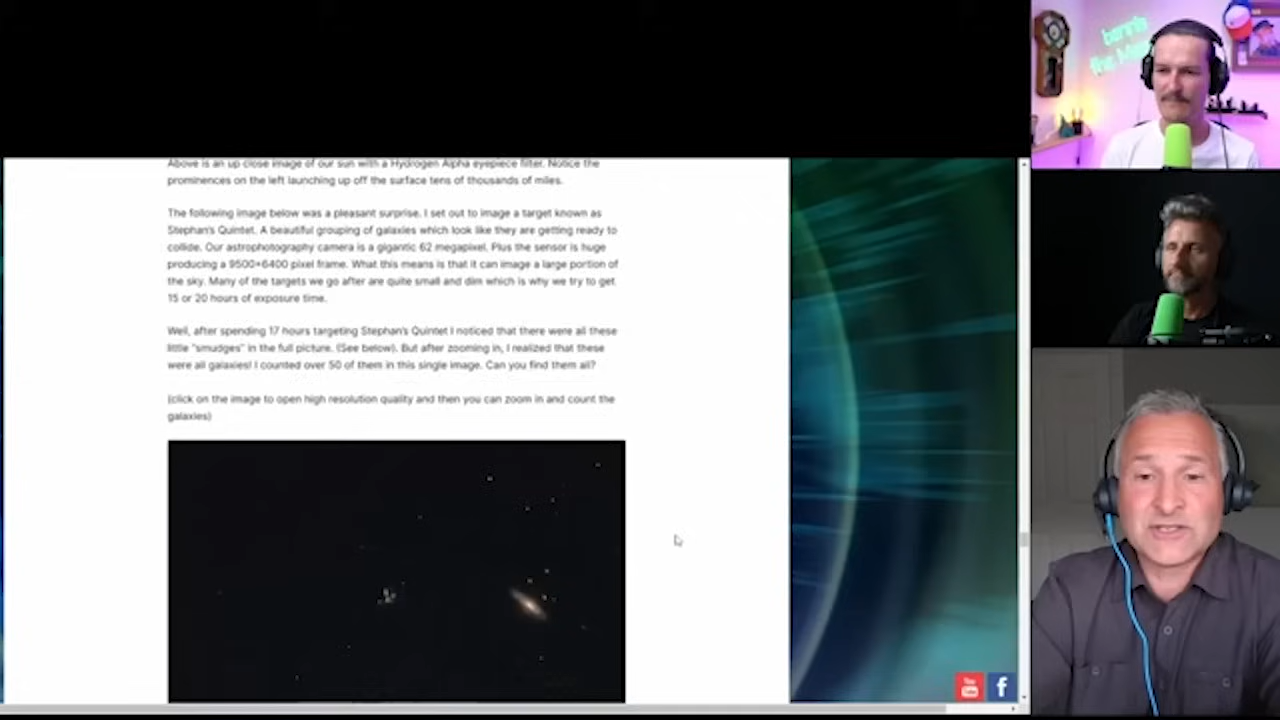 Above is an up close image of our sun with a Hydrogen Alpha eyepiece filter. Notice the
prominences on the left launching up off the surface tens of thousands of miles.
The following image below was a pleasant surprise. I set out to image a target known as
Stephan's Quintet. A beautiful grouping of galaxies which look like they are getting ready to
collide. Our astrophotography camera is a gigantic 62 megapixel. Plus the sensor is huge
producing a 9500×6400 pixel frame. What this means is that it can image a large portion of
the sky. Many of the targets we go after are quite small and dim which is why we try to get
15 or 20 hours of exposure time.
Well, after spending 17 hours targeting Stephan's Quintet I noticed that there were all these
little "smudges" in the full picture. (See below). But after zooming in, I realized that these
were all galaxies! I counted over 50 of them in this single image. Can you find them all?
(click on the image to open high resolution quality and then you can zoom in and count the
galaxies)
You
f